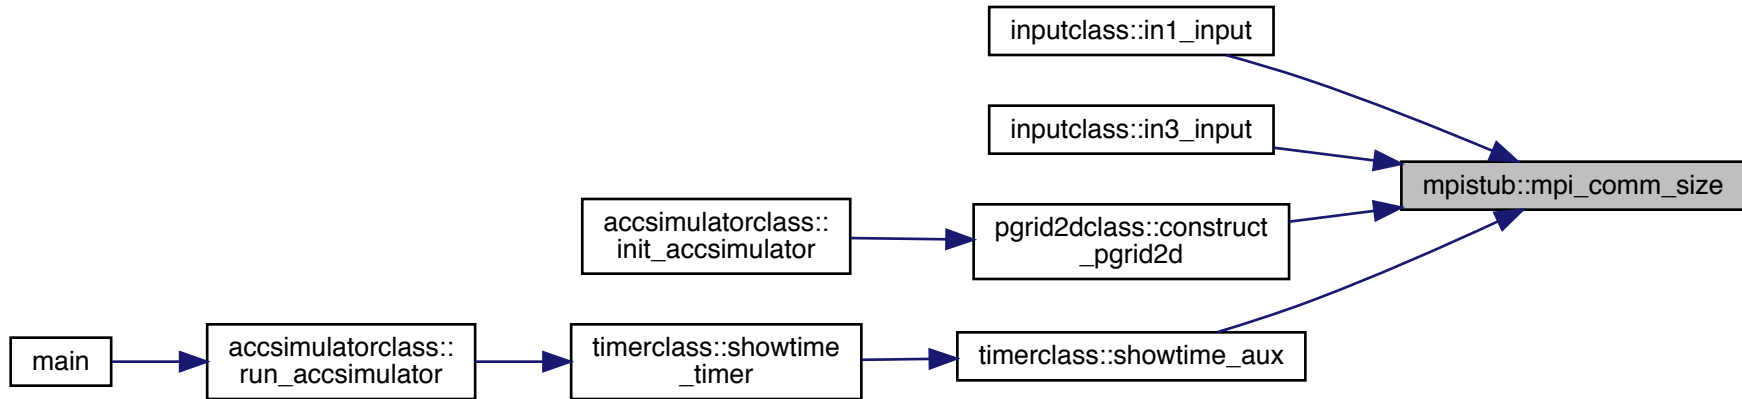 inputclass::in1_input
inputclass::in3_input
mpistub::mpi_comm_size
accsimulatorclass::
init_accsimulator
pgrid2dclass::construct
_pgrid2d
main
accsimulatorclass::
run_accsimulator
timerclass::showtime
_timer
timerclass::showtime_aux